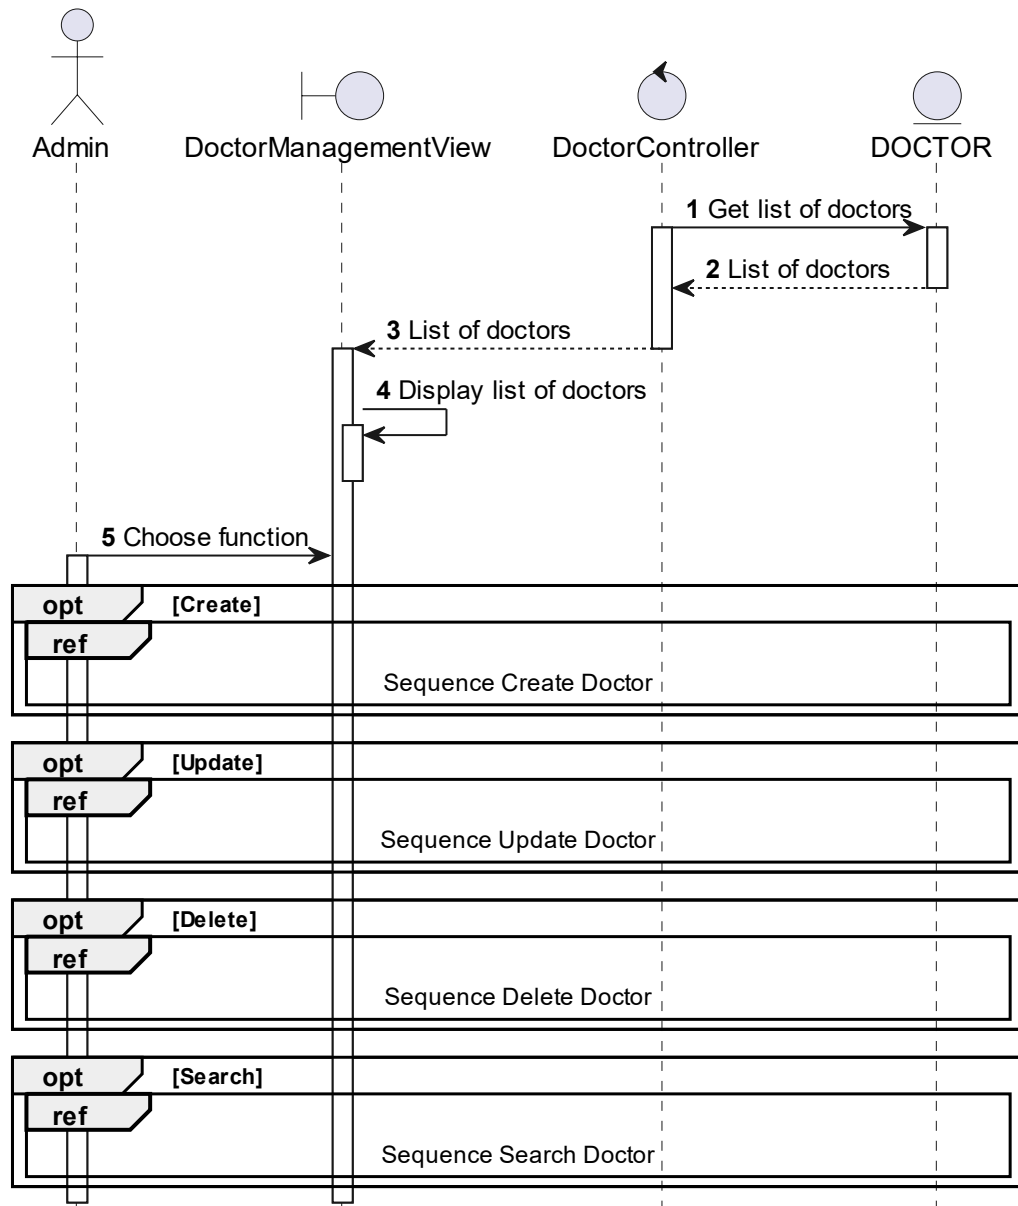 Admin
DoctorManagementView
DoctorController
DOCTOR
1 Get list of doctors
2 List of doctors
3 List of doctors
4 Display list of doctors
5 Choose function
opt [Create]
ref
Sequence Create Doctor
opt [Update]
ref
Sequence Update Doctor
opt [Delete]
ref
Sequence Delete Doctor
opt [Search]
ref
Sequence Search Doctor